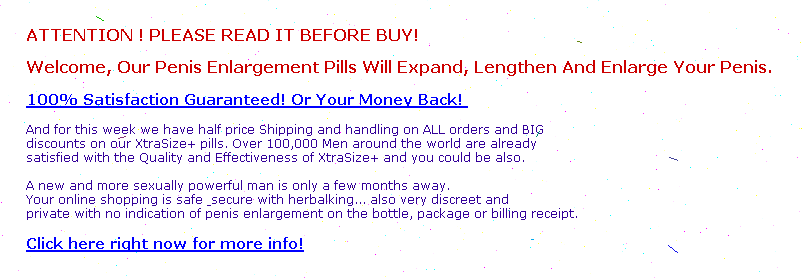 ATTENTION ! PLEASE READ IT BEFORE BUY!
Welcome, Our Penis Enlargement Pills Will Expand, Lengthen And Enlarge Your Penis.
100% Satisfaction Guaranteed! Or Your Money Back!
And for this week we have half price Shipping and handling on ALL orders and BIG
discounts on our XtraSize+ pills. Over 100,000 Men around the world are already
satisfied with the Quality and Effectiveness of XtraSize+ and you could be also.
A new and more sexually powerful man is only a few months away.
Your online shopping is safe _secure with herbalking... also very discreet and
private with no indication of penis enlargement on the bottle, package or billing receipt.
Click here right now for more info!